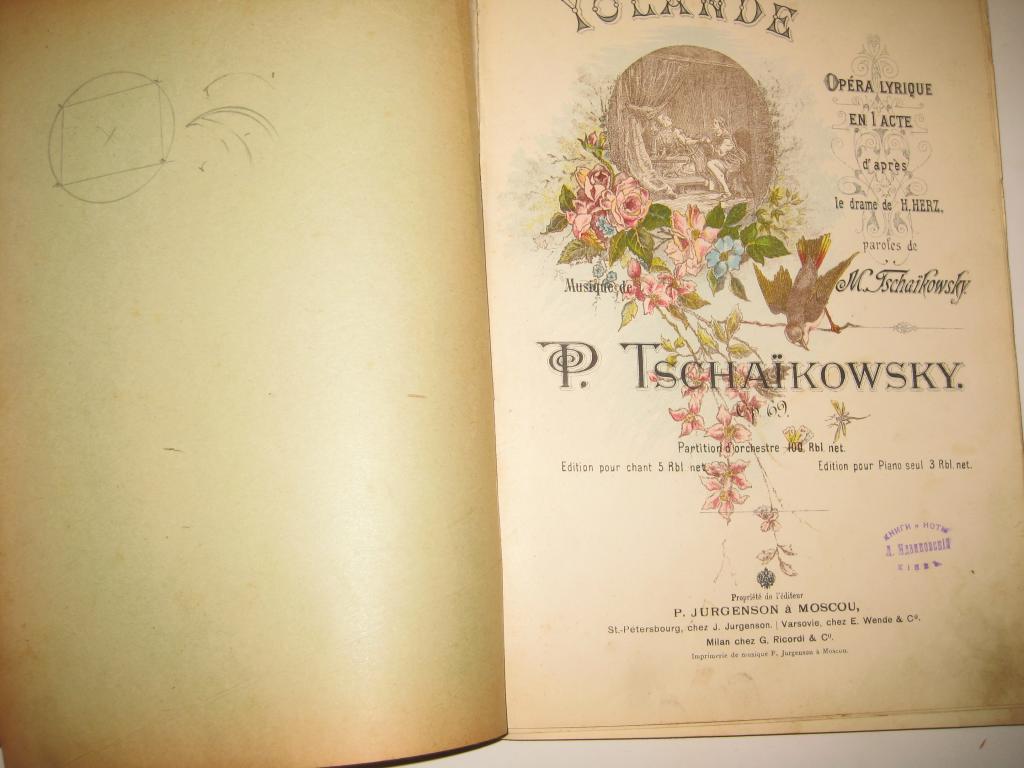 YOLANDE
OPÉRA LYRIQUE
EN 1 ACTE
d'après
le drame de H. HERZ.
paroles de
M. Tschaïkowsky.
Musique de
P. TSCHAÏKOWSKY.
Op 69.
Partition d'orchestre 100 Rbl. net.
Edition pour chant 5 Rbl. net.
Edition pour Piano seul 3 Rbl. net.
КНИГИ и НОТЫ
КІЕВЪ
Propriété de l'éditeur
P. JURGENSON à MOSCOU,
St.-Pétersbourg, chez J. Jurgenson. | Varsovie, chez E. Wende & Cº.
Milan chez G. Ricordi & Cº.
Imprimerie de musique P. Jurgenson à Moscou.